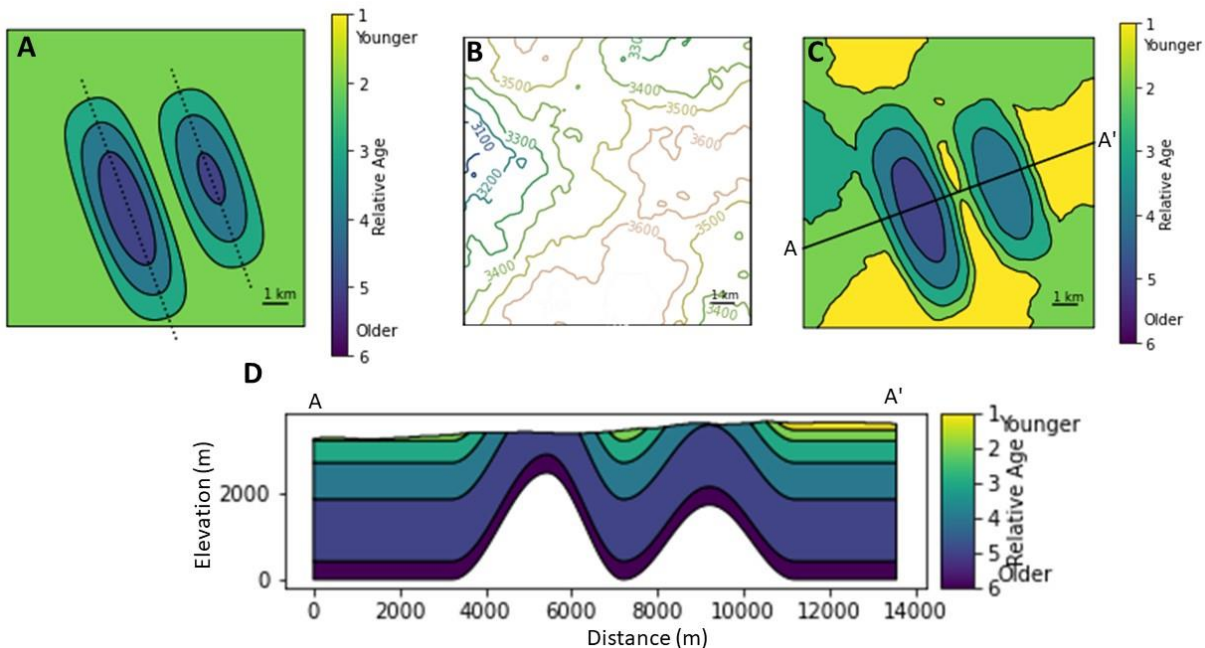 A
1
Younger
2
3
Relative Age
4
5
Older
6
1 km
B
3500
3400
3500
3100
3300
3600
3200
3600
3500
3400
1 km
3400
C
A'
A
1 km
1
Younger
2
3
Relative Age
4
5
Older
6
D
A
A'
Elevation (m)
2000
0
0
2000
4000
6000
8000
10000
12000
14000
Distance (m)
1
Younger
2
3
Relative Age
4
5
Older
6